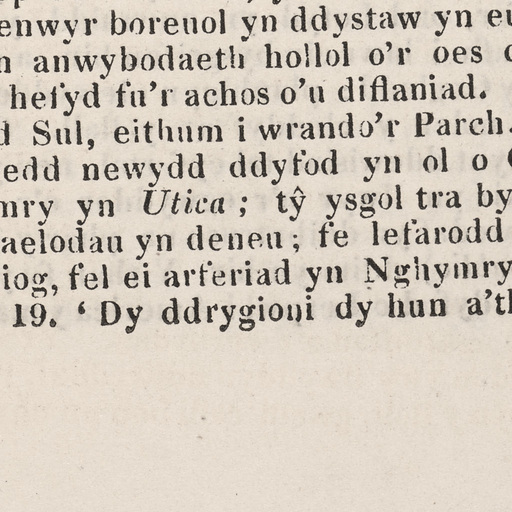 enwyr boreuol yn ddystaw yn eu
n anwybodaeth hollol o'r oes
hefyd fu'r achos o'u diflaniad.
d Sul, eithum i wrando'r Parch.
edd newydd ddyfod yn ol o
mry yn Utica; tŷ ysgol tra by
aelodau yn deneu; fe lefarodd
iog, fel ei arferiad yn Nghymry
19. ‘ Dy ddrygioni dy hun a'th